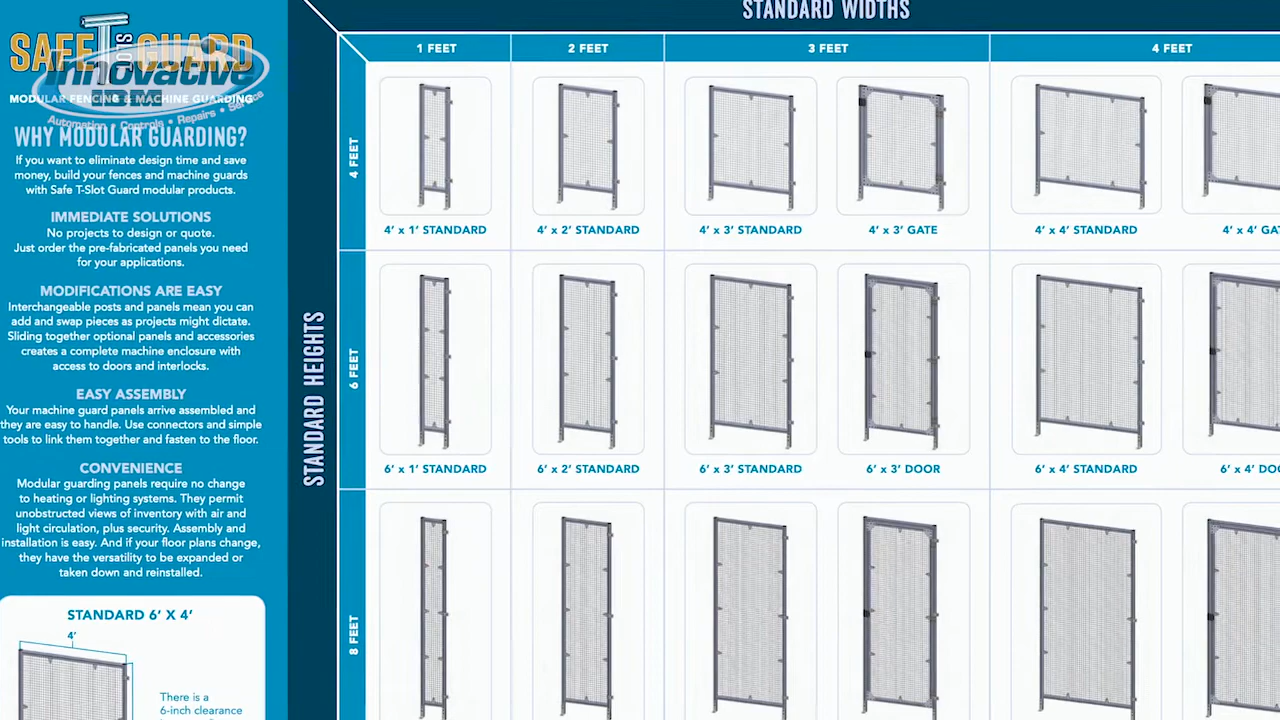 SAFE T-SLOTS GUARD
innovative
IDM
Automation • Controls • Repairs • Service
MODULAR FENCING & MACHINE GUARDING
WHY MODULAR GUARDING?
If you want to eliminate design time and save
money, build your fences and machine guards
with Safe T-Slot Guard modular products.
IMMEDIATE SOLUTIONS
No projects to design or quote.
Just order the pre-fabricated panels you need
for your applications.
MODIFICATIONS ARE EASY
Interchangeable posts and panels mean you can
add and swap pieces as projects might dictate.
Sliding together optional panels and accessories
creates a complete machine enclosure with
access to doors and interlocks.
EASY ASSEMBLY
Your machine guard panels arrive assembled and
they are easy to handle. Use connectors and simple
tools to link them together and fasten to the floor.
CONVENIENCE
Modular guarding panels require no change
to heating or lighting systems. They permit
unobstructed views of inventory with air and
light circulation, plus security. Assembly and
installation is easy. And if your floor plans change,
they have the versatility to be expanded or
taken down and reinstalled.
STANDARD 6' X 4'
4'
There is a
6-inch clearance
STANDARD WIDTHS
1 FEET
2 FEET
3 FEET
4 FEET
STANDARD HEIGHTS
4 FEET
4' x 1' STANDARD
4' x 2' STANDARD
4' x 3' STANDARD
4' x 3' GATE
4' x 4' STANDARD
4' x 4' GAT
6 FEET
6' x 1' STANDARD
6' x 2' STANDARD
6' x 3' STANDARD
6' x 3' DOOR
6' x 4' STANDARD
6' x 4' DOO
8 FEET